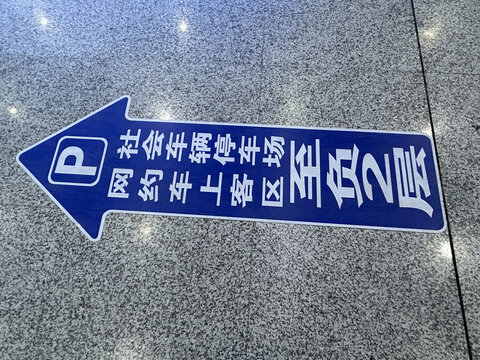 P
社会车辆停车场
网约车上客区
至负2层